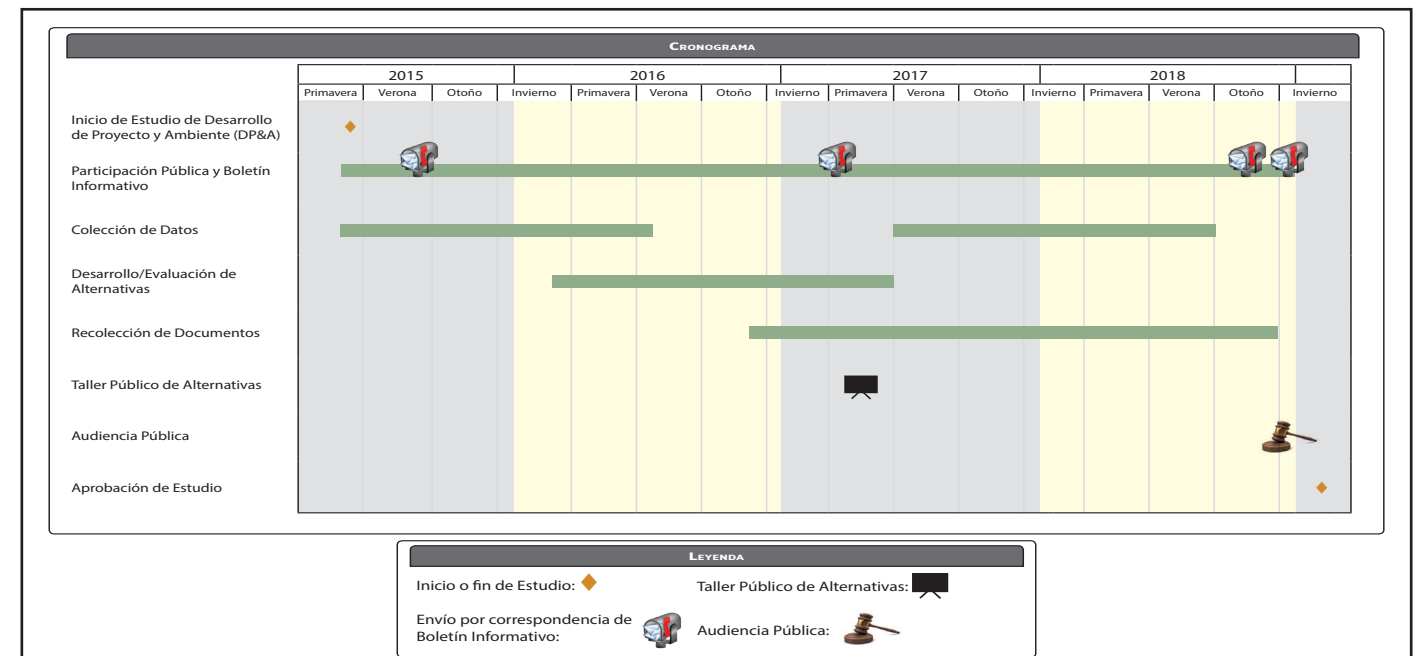 CRONOGRAMA
2015 2016 2017 2018
Primavera Verona Otoño Invierno Primavera Verona Otoño Invierno Primavera Verona Otoño Invierno Primavera Verona Otoño Invierno
Inicio de Estudio de Desarrollo
de Proyecto y Ambiente (DP&A)
Participación Pública y Boletín
Informativo
Colección de Datos
Desarrollo/Evaluación de
Alternativas
Recolección de Documentos
Taller Público de Alternativas
Audiencia Pública
Aprobación de Estudio
LEYENDA
Inicio o fin de Estudio:
Taller Público de Alternativas:
Envío por correspondencia de
Boletín Informativo:
Audiencia Pública: